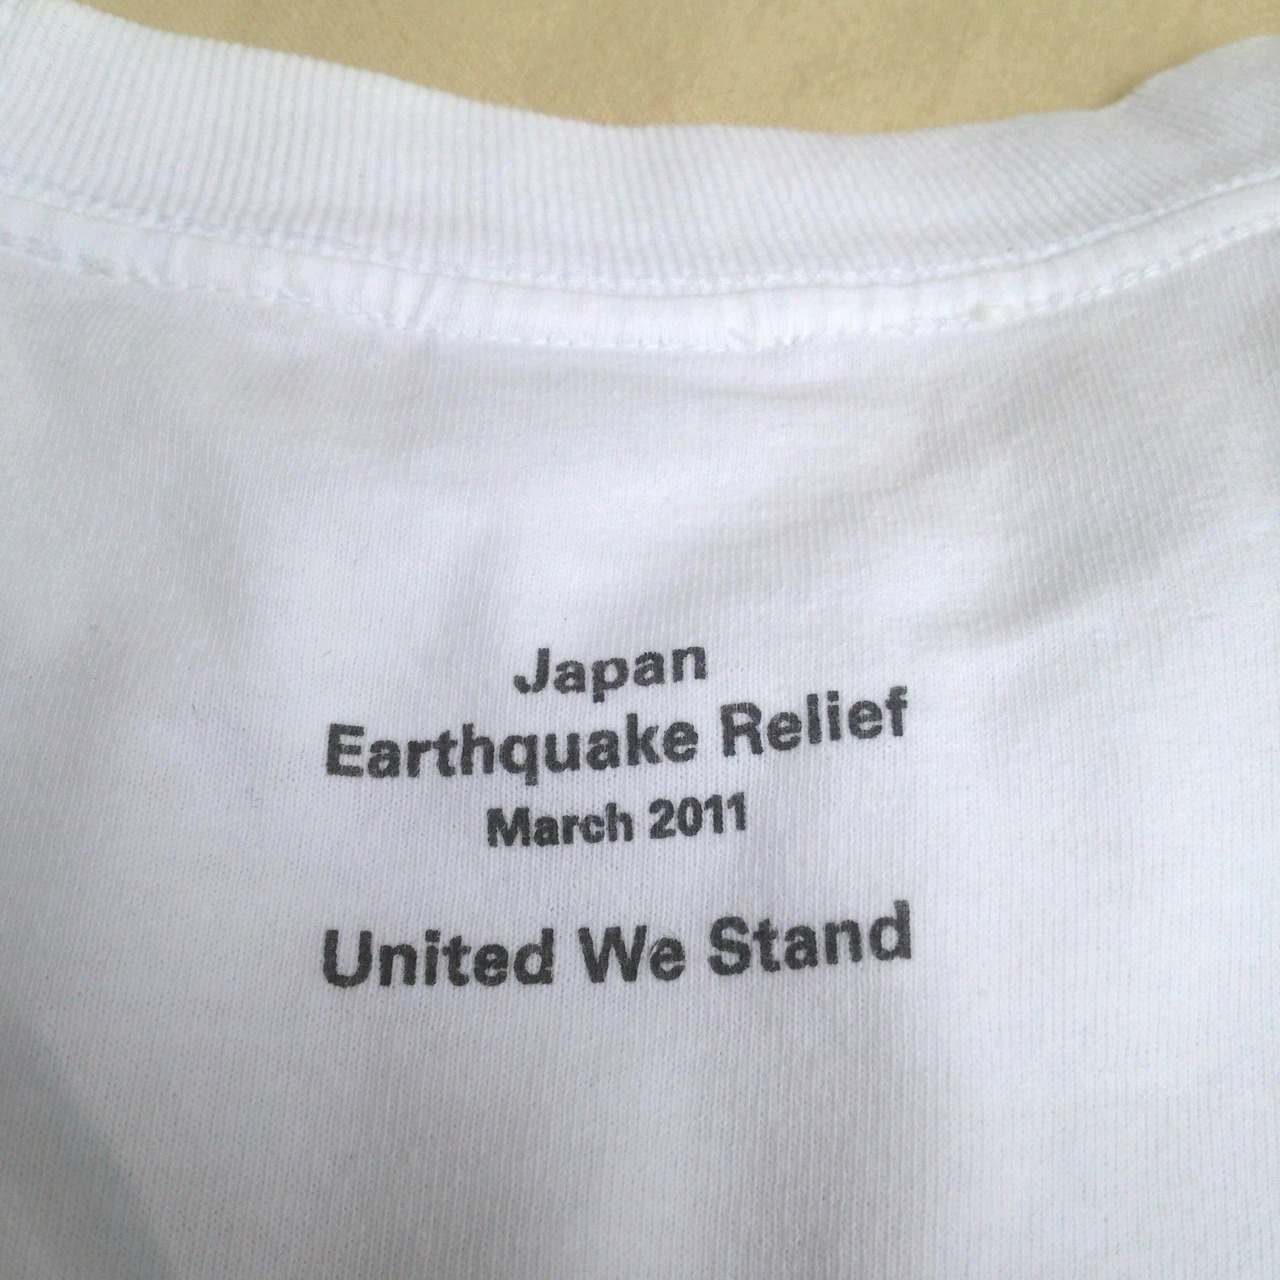 Japan
Earthquake Relief
March 2011
United We Stand